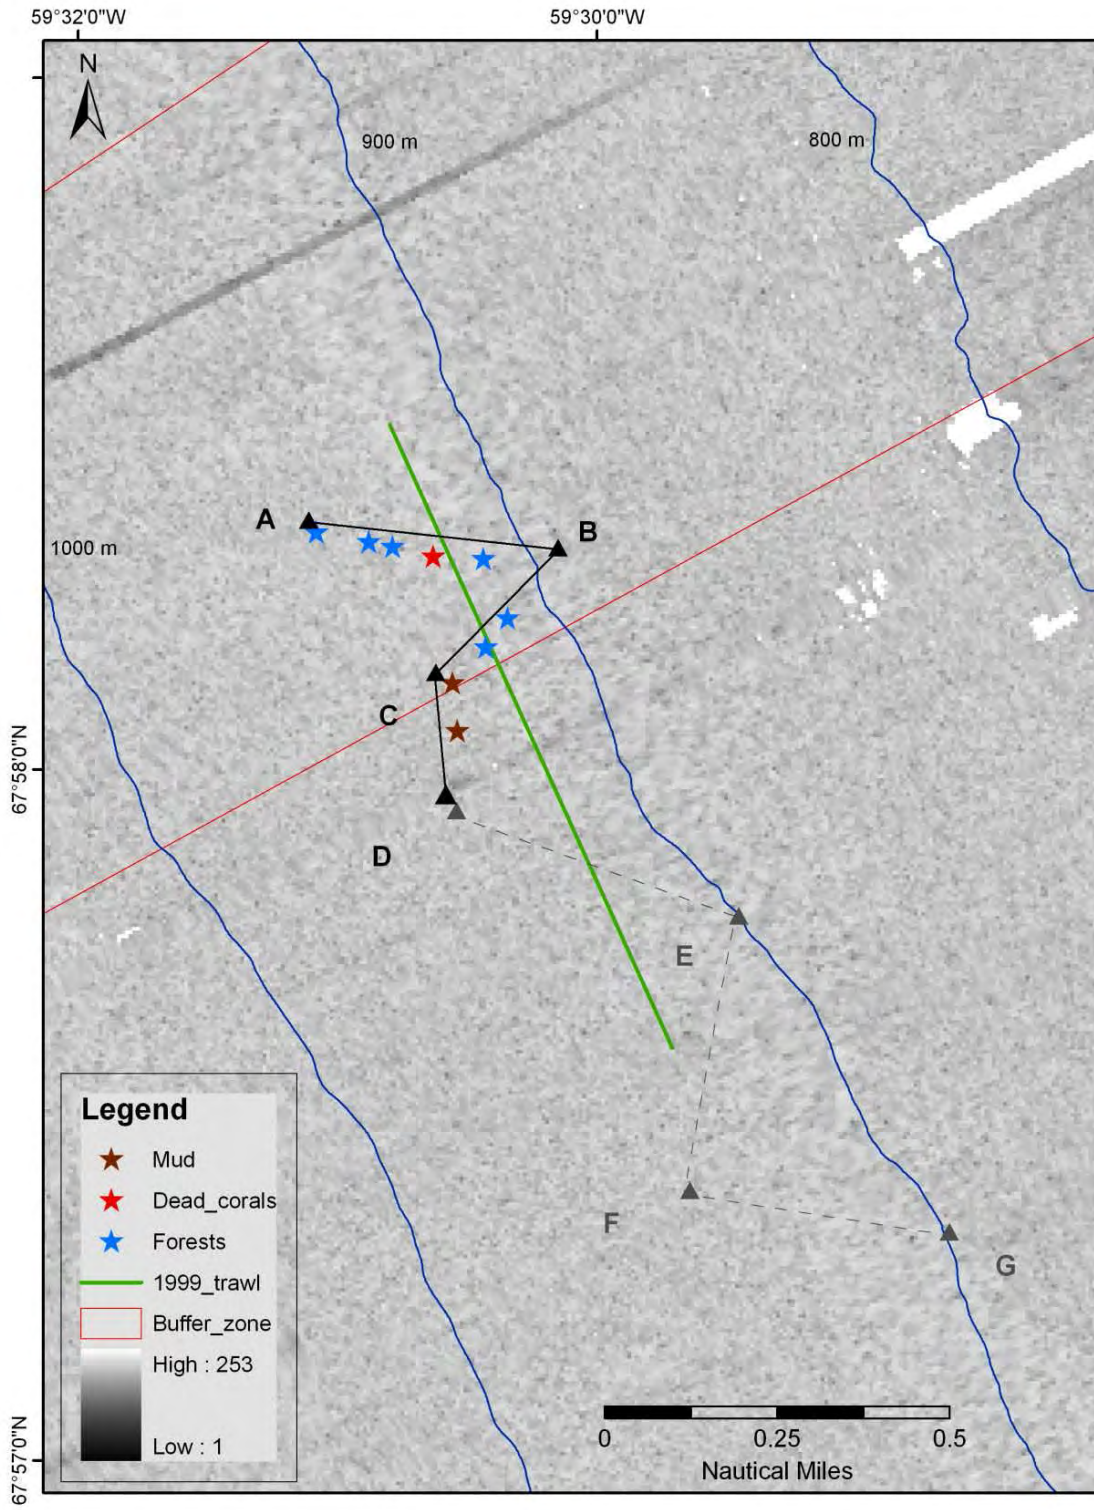 59°32'0"W
59°30'0"W
N
900 m
800 m
A
B
1000 m
C
67°58'0"N
D
E
F
G
Legend
Mud
Dead_corals
Forests
1999_trawl
Buffer_zone
High : 253
Low : 1
67°57'0"N
0 0.25 0.5
Nautical Miles